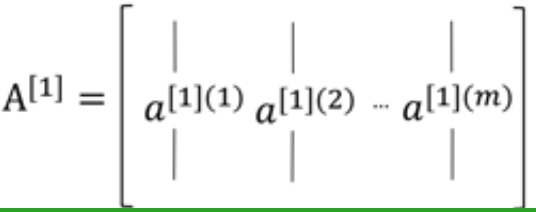 A^{[1]} = [ a^{[1](1)} a^{[1](2)} ... a^{[1](m)} ]